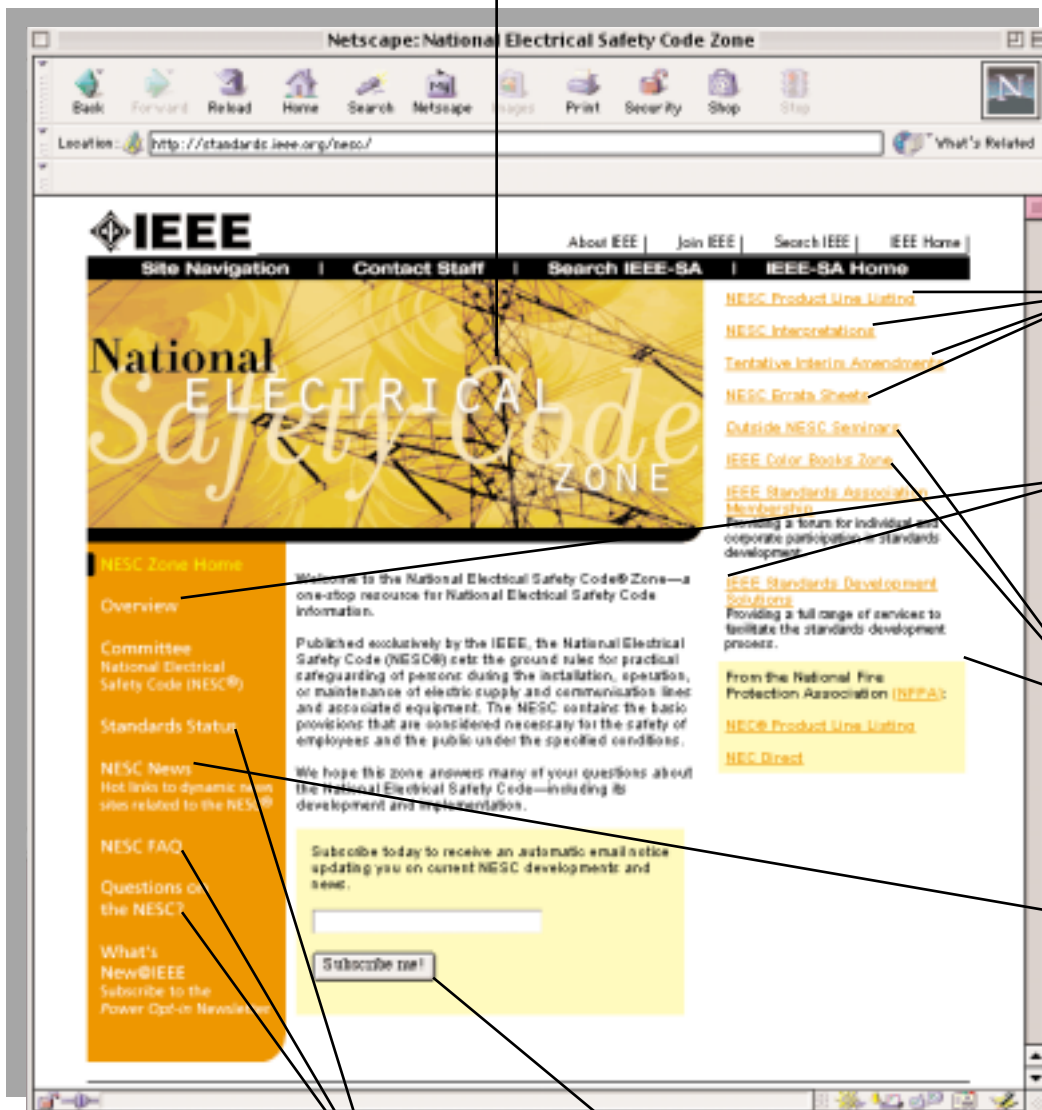 Netscape: National Electrical Safety Code Zone
Back Forward Reload Home Search Netscape Images Print Security Shop Stop
N
Location: http://standards.ieee.org/nesc/ What's Related
IEEE
About IEEE | Join IEEE | Search IEEE | IEEE Home |
Site Navigation | Contact Staff | Search IEEE-SA | IEEE-SA Home
National
ELECTRICAL
Safety Code
ZONE
NESC Product Line Listing
NESC Interpretations
Tentative Interim Amendments
NESC Errata Sheets
Outside NESC Seminars
IEEE Color Books Zone
IEEE Standards Association
Membership
Providing a forum for individual and
corporate participation in standards
development.
IEEE Standards Development
Solutions
Providing a full range of services to
facilitate the standards development
process.
From the National Fire
Protection Association (NFPA):
NEC® Product Line Listing
NEC Direct
NESC Zone Home
Overview
Committee
National Electrical
Safety Code (NESC®)
Standards Status
NESC News
Hot links to dynamic news
sites related to the NESC®
NESC FAQ
Questions on
the NESC?
What's
New@IEEE
Subscribe to the
Power Opt-in Newsletter
Welcome to the National Electrical Safety Code® Zone—a
one-stop resource for National Electrical Safety Code
information.
Published exclusively by the IEEE, the National Electrical
Safety Code (NESC®) sets the ground rules for practical
safeguarding of persons during the installation, operation,
or maintenance of electric supply and communication lines
and associated equipment. The NESC contains the basic
provisions that are considered necessary for the safety of
employees and the public under the specified conditions.
We hope this zone answers many of your questions about
the National Electrical Safety Code—including its
development and implementation.
Subscribe today to receive an automatic email notice
updating you on current NESC developments and
news.
Subscribe me!